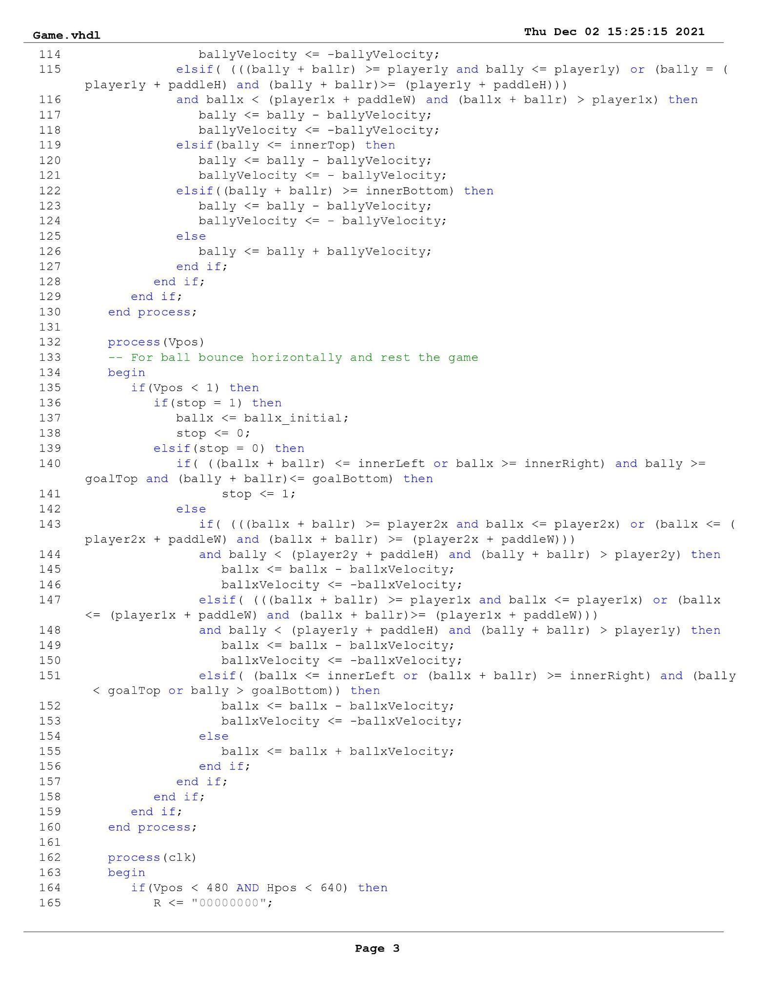 Game.vhdl
Thu Dec 02 15:25:15 2021
114 ballyVelocity <= -ballyVelocity;
115 elsif( (((bally + ballr) >= player1y and bally <= player1y) or (bally = (
player1y + paddleH) and (bally + ballr)>= (player1y + paddleH)))
116 and ballx < (player1x + paddleW) and (ballx + ballr) > player1x) then
117 bally <= bally - ballyVelocity;
118 ballyVelocity <= -ballyVelocity;
119 elsif(bally <= innerTop) then
120 bally <= bally - ballyVelocity;
121 ballyVelocity <= - ballyVelocity;
122 elsif((bally + ballr) >= innerBottom) then
123 bally <= bally - ballyVelocity;
124 ballyVelocity <= - ballyVelocity;
125 else
126 bally <= bally + ballyVelocity;
127 end if;
128 end if;
129 end if;
130 end process;
131
132 process(Vpos)
133 -- For ball bounce horizontally and rest the game
134 begin
135 if(Vpos < 1) then
136 if(stop = 1) then
137 ballx <= ballx_initial;
138 stop <= 0;
139 elsif(stop = 0) then
140 if( ((ballx + ballr) <= innerLeft or ballx >= innerRight) and bally >=
goalTop and (bally + ballr)<= goalBottom) then
141 stop <= 1;
142 else
143 if( (((ballx + ballr) >= player2x and ballx <= player2x) or (ballx <= (
player2x + paddleW) and (ballx + ballr) >= (player2x + paddleW)))
144 and bally < (player2y + paddleH) and (bally + ballr) > player2y) then
145 ballx <= ballx - ballxVelocity;
146 ballxVelocity <= -ballxVelocity;
147 elsif( (((ballx + ballr) >= player1x and ballx <= player1x) or (ballx
<= (player1x + paddleW) and (ballx + ballr)>= (player1x + paddleW)))
148 and bally < (player1y + paddleH) and (bally + ballr) > player1y) then
149 ballx <= ballx - ballxVelocity;
150 ballxVelocity <= -ballxVelocity;
151 elsif( (ballx <= innerLeft or (ballx + ballr) >= innerRight) and (bally
< goalTop or bally > goalBottom)) then
152 ballx <= ballx - ballxVelocity;
153 ballxVelocity <= -ballxVelocity;
154 else
155 ballx <= ballx + ballxVelocity;
156 end if;
157 end if;
158 end if;
159 end if;
160 end process;
161
162 process(clk)
163 begin
164 if(Vpos < 480 AND Hpos < 640) then
165 R <= "00000000";
Page 3